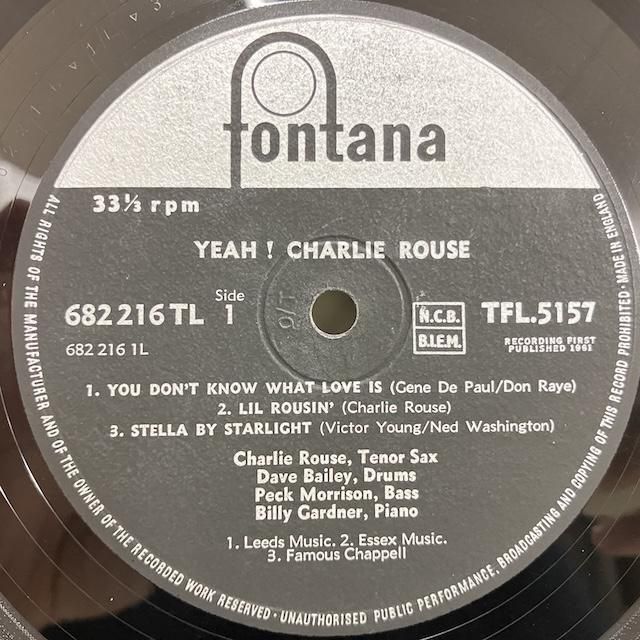 fontana
33⅓ rpm
YEAH ! CHARLIE ROUSE
682 216 TL
Side
1
N.C.B.
B.I.E.M.
TFL.5157
682 216 1L
RECORDING FIRST
PUBLISHED 1961
O/T
1. YOU DON'T KNOW WHAT LOVE IS (Gene De Paul/Don Raye)
2. LIL ROUSIN' (Charlie Rouse)
3. STELLA BY STARLIGHT (Victor Young/Ned Washington)
Charlie Rouse, Tenor Sax
Dave Bailey, Drums
Peck Morrison, Bass
Billy Gardner, Piano
1. Leeds Music. 2. Essex Music.
3. Famous Chappell
ALL RIGHTS OF THE MANUFACTURER AND OF THE OWNER OF THE RECORDED WORK RESERVED · UNAUTHORISED PUBLIC PERFORMANCE, BROADCASTING AND COPYING OF THIS RECORD PROHIBITED · MADE IN ENGLAND